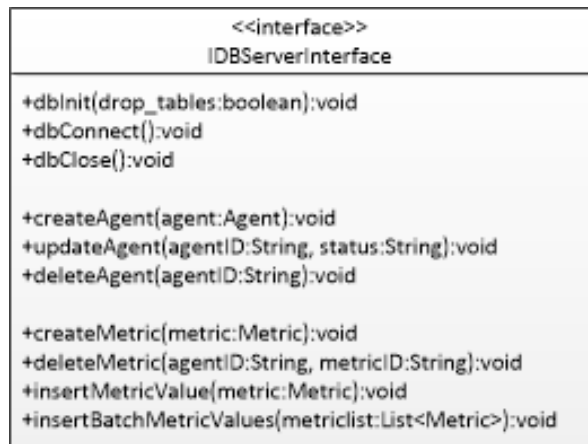 <<interface>>
IDBServerInterface
+dbInit(drop_tables:boolean):void
+dbConnect():void
+dbClose():void
+createAgent(agent:Agent):void
+updateAgent(agentID:String, status:String):void
+deleteAgent(agentID:String):void
+createMetric(metric:Metric):void
+deleteMetric(agentID:String, metricID:String):void
+insertMetricValue(metric:Metric):void
+insertBatchMetricValues(metriclist:List<Metric>):void